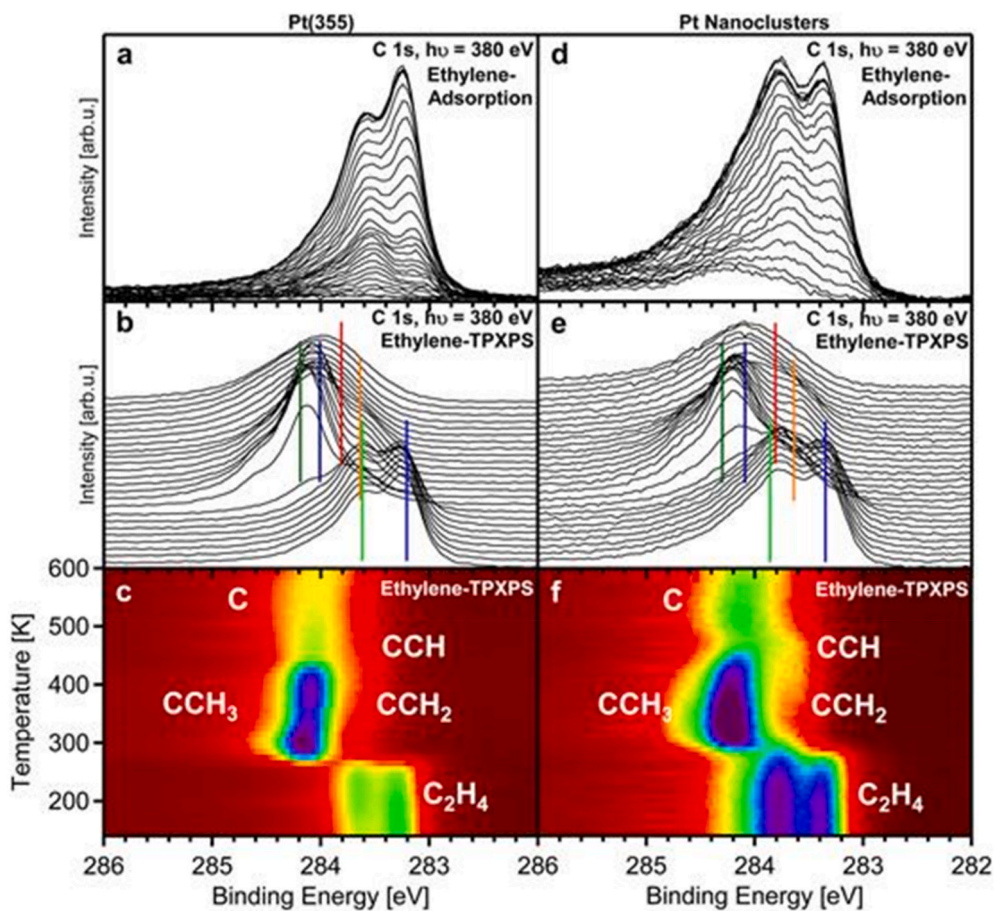 Pt(355)
Pt Nanoclusters
a
C 1s, hυ = 380 eV
Ethylene-
Adsorption
d
C 1s, hυ = 380 eV
Ethylene-
Adsorption
Intensity [arb.u.]
b
C 1s, hυ = 380 eV
Ethylene-TPXPS
e
C 1s, hυ = 380 eV
Ethylene-TPXPS
Intensity [arb.u.]
c
Ethylene-TPXPS
C
CCH
CCH₃
CCH₂
C₂H₄
f
Ethylene-TPXPS
C
CCH
CCH₃
CCH₂
C₂H₄
Temperature [K]
600
500
400
300
200
286 285 284 283 286 285 284 283 282
Binding Energy [eV]
Binding Energy [eV]